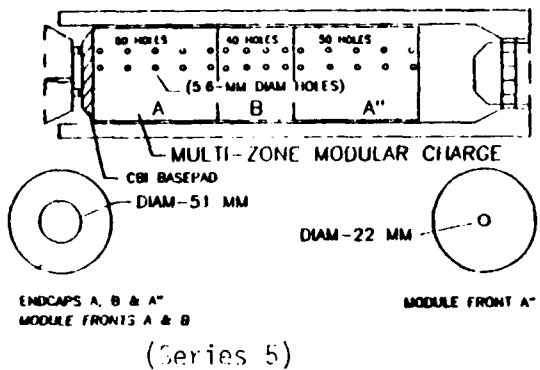 80 HOLES 40 HOLES 50 HOLES
(5.6-MM DIAM HOLES)
A B A"
MULTI-ZONE MODULAR CHARGE
CBI BASEPAD
DIAM-51 MM
DIAM-22 MM
ENDCAPS A, B & A"
MODULE FRONTS A & B
MODULE FRONT A"
(Series 5)